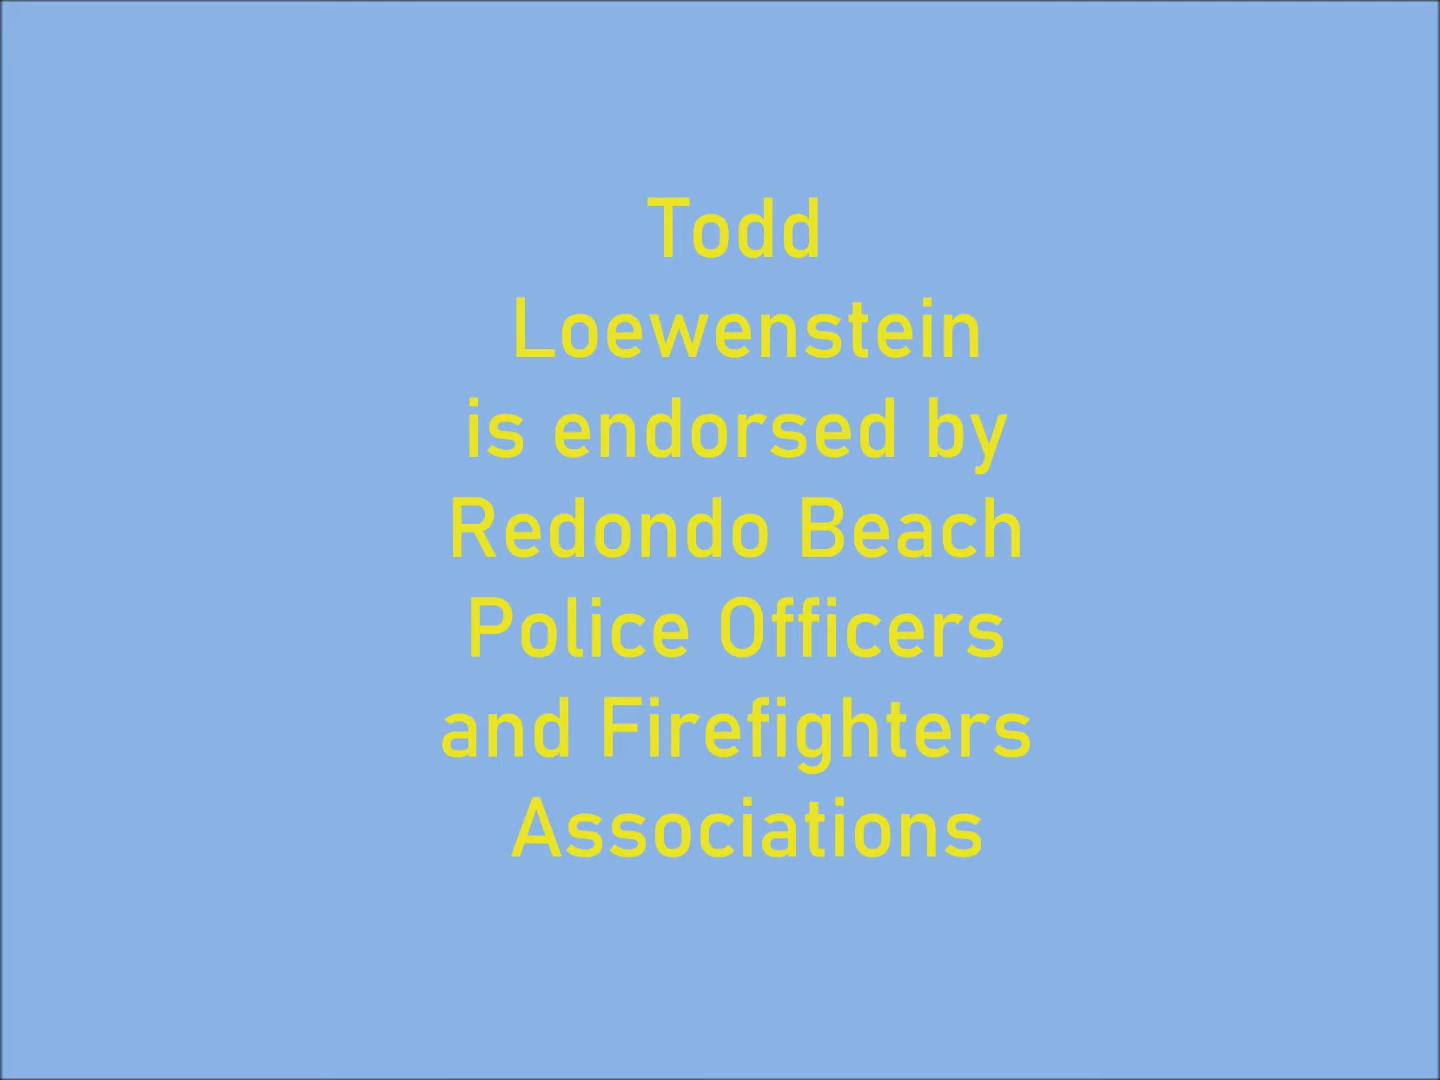 Todd
Loewenstein
is endorsed by
Redondo Beach
Police Officers
and Firefighters
Associations